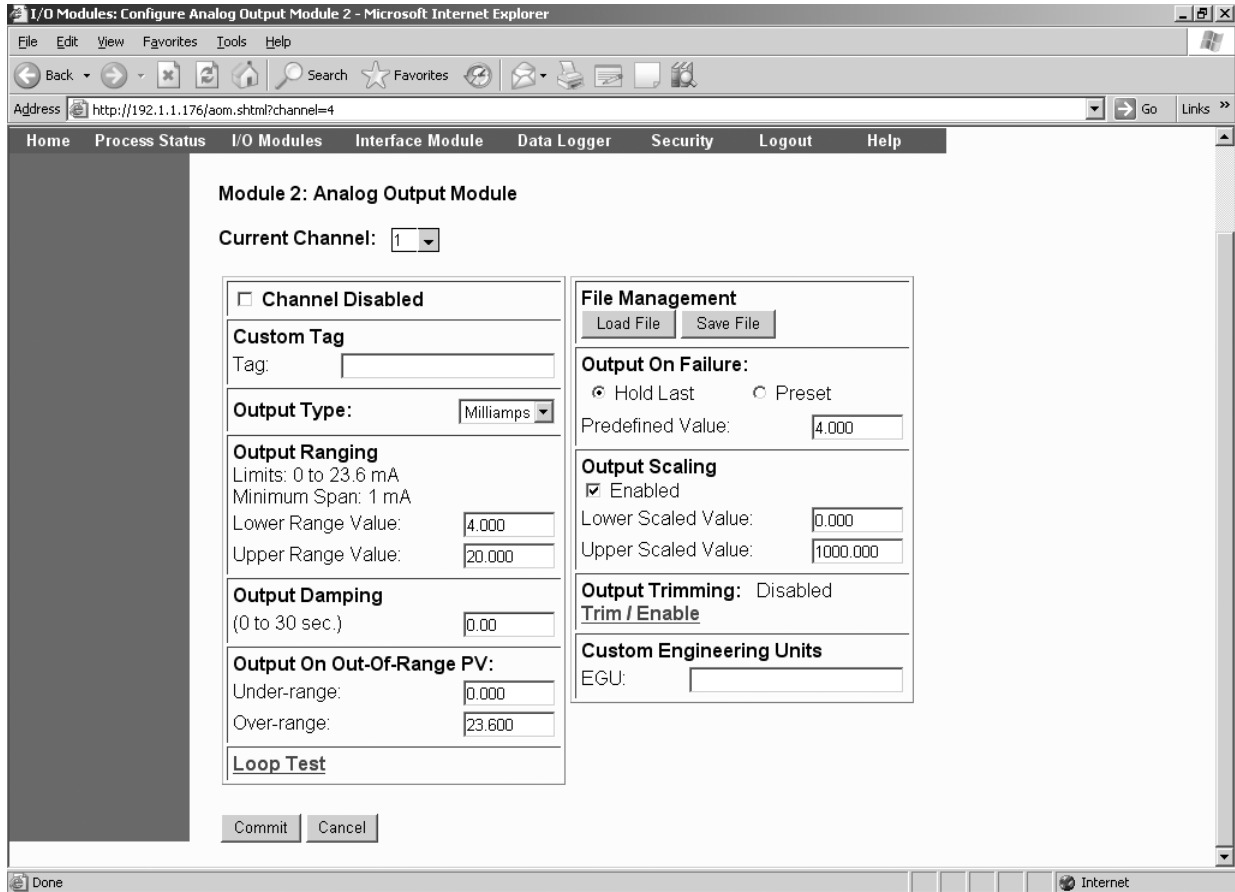 I/O Modules: Configure Analog Output Module 2 - Microsoft Internet Explorer
File Edit View Favorites Tools Help
Back Search Favorites
Address http://192.1.1.176/aom.shtml?channel=4 Go Links »
Home Process Status I/O Modules Interface Module Data Logger Security Logout Help
Module 2: Analog Output Module
Current Channel: 1
Channel Disabled
Custom Tag
Tag:
Output Type: Milliamps
Output Ranging
Limits: 0 to 23.6 mA
Minimum Span: 1 mA
Lower Range Value: 4.000
Upper Range Value: 20.000
Output Damping
(0 to 30 sec.) 0.00
Output On Out-Of-Range PV:
Under-range: 0.000
Over-range: 23.600
Loop Test
File Management
Load File Save File
Output On Failure:
Hold Last Preset
Predefined Value: 4.000
Output Scaling
Enabled
Lower Scaled Value: 0.000
Upper Scaled Value: 1000.000
Output Trimming: Disabled
Trim / Enable
Custom Engineering Units
EGU:
Commit Cancel
Done Internet